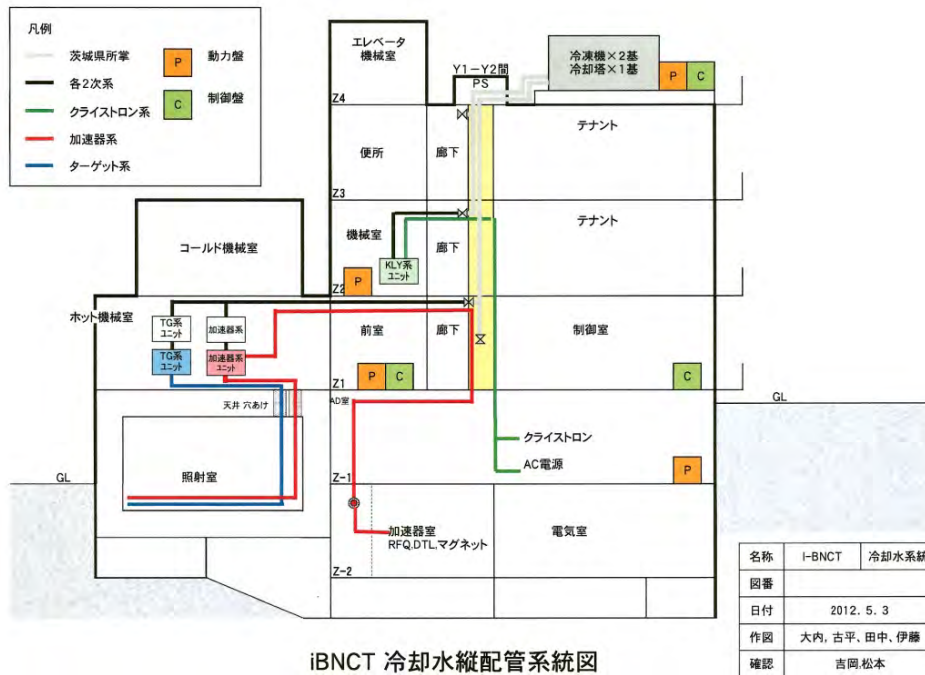 凡例
茨城県所掌
各2次系
クライストロン系
加速器系
ターゲット系
P
動力盤
C
制御盤
エレベータ
機械室
Y1－Y2間
PS
冷凍機×2基
冷却塔×1基
P
C
Z4
便所
廊下
テナント
Z3
機械室
廊下
テナント
コールド機械室
KLY系
ユニット
P
Z2
ホット機械室
TG系
ユニット
加速器系
前室
廊下
制御室
TG系
ユニット
加速器系
ユニット
P
C
C
Z1
天井 穴あけ
AD室
GL
クライストロン
AC電源
照射室
P
GL
Z-1
加速器室
RFQ.DTL.マグネット
電気室
Z-2
名称
I-BNCT
冷却水系統
図番
日付
2012. 5. 3
作図
大内, 古平、田中、伊藤
確認
吉岡.松本
iBNCT 冷却水縦配管系統図